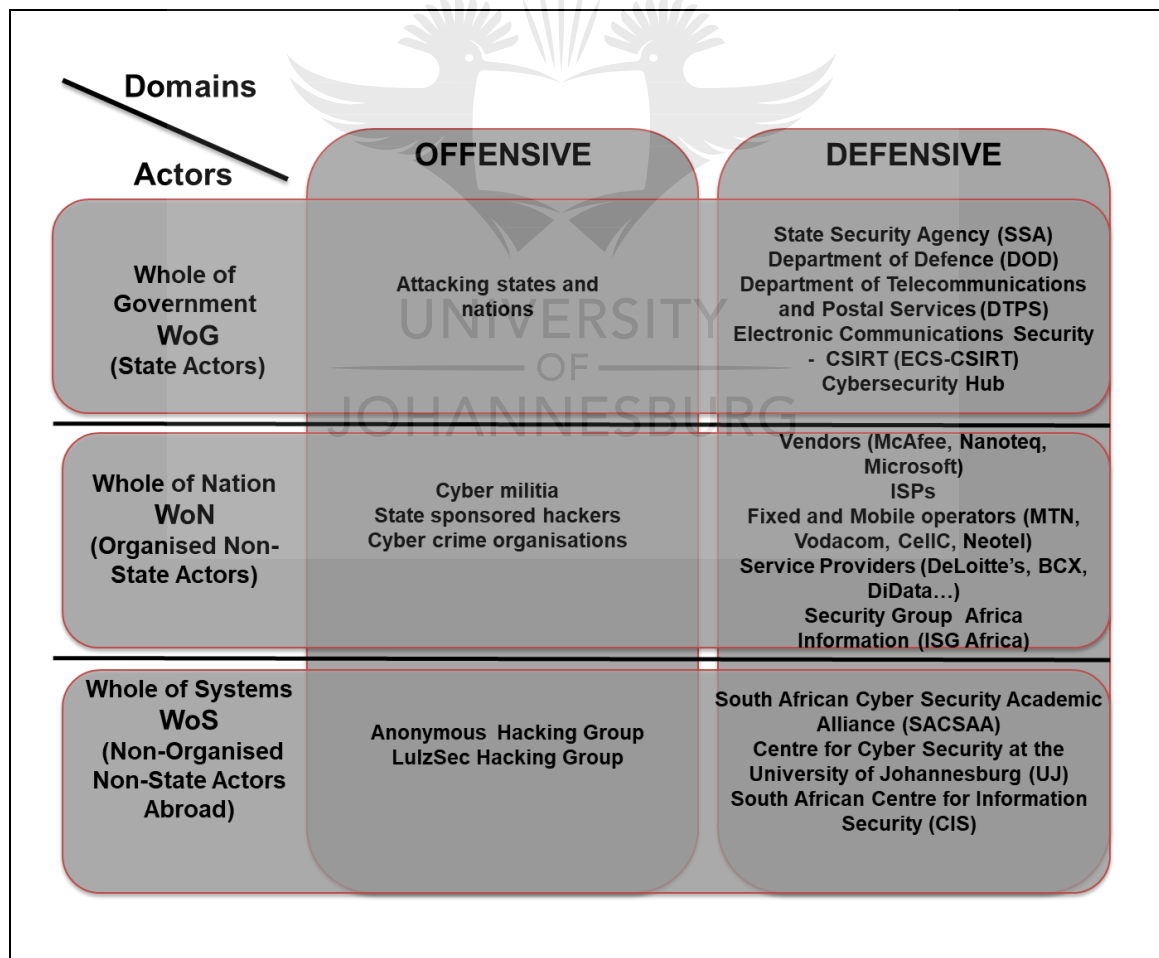 Domains
Actors
OFFENSIVE
DEFENSIVE
Whole of
Government
WoG
(State Actors)
Attacking states and
nations
State Security Agency (SSA)
Department of Defence (DOD)
Department of Telecommunications
and Postal Services (DTPS)
Electronic Communications Security
- CSIRT (ECS-CSIRT)
Cybersecurity Hub
UNIVERSITY
OF
JOHANNESBURG
Whole of Nation
WoN
(Organised Non-
State Actors)
Cyber militia
State sponsored hackers
Cyber crime organisations
Vendors (McAfee, Nanoteq,
Microsoft)
ISPs
Fixed and Mobile operators (MTN,
Vodacom, CellC, Neotel)
Service Providers (DeLoitte's, BCX,
DiData…)
Security Group Africa
Information (ISG Africa)
Whole of Systems
WoS
(Non-Organised
Non-State Actors
Abroad)
Anonymous Hacking Group
LulzSec Hacking Group
South African Cyber Security Academic
Alliance (SACSAA)
Centre for Cyber Security at the
University of Johannesburg (UJ)
South African Centre for Information
Security (CIS)